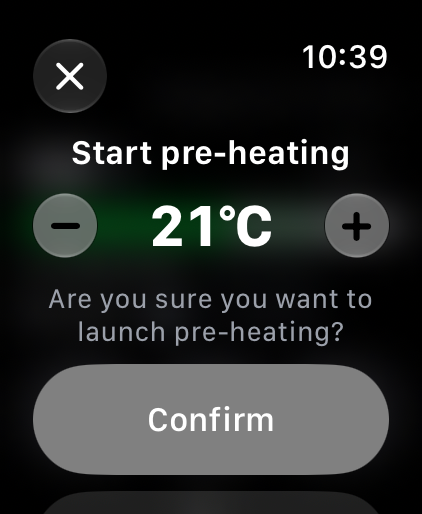 10:39
Start pre-heating
21°C
Are you sure you want to
launch pre-heating?
Confirm